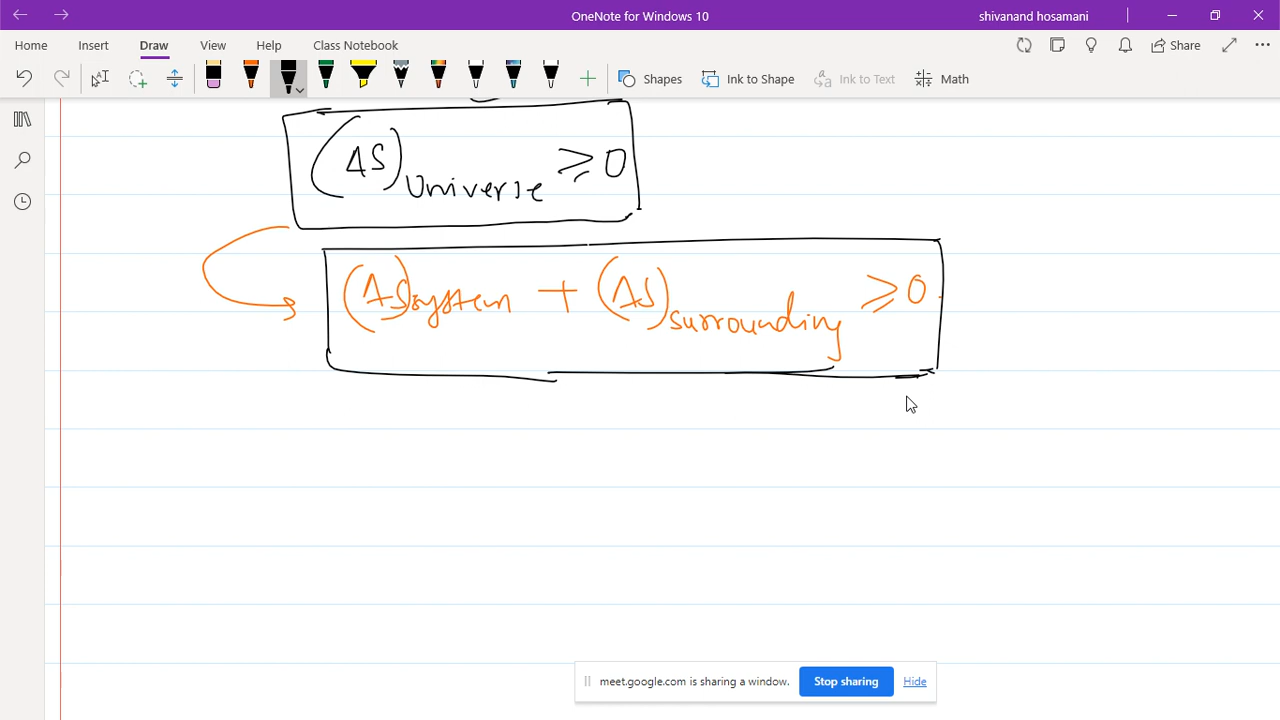 OneNote for Windows 10
shivanand hosamani
Home Insert Draw View Help Class Notebook Share
Shapes Ink to Shape Ink to Text Math
(ΔS)Universe ≥ 0
(ΔS)system + (ΔS)surrounding ≥ 0.
meet.google.com is sharing a window. Stop sharing Hide